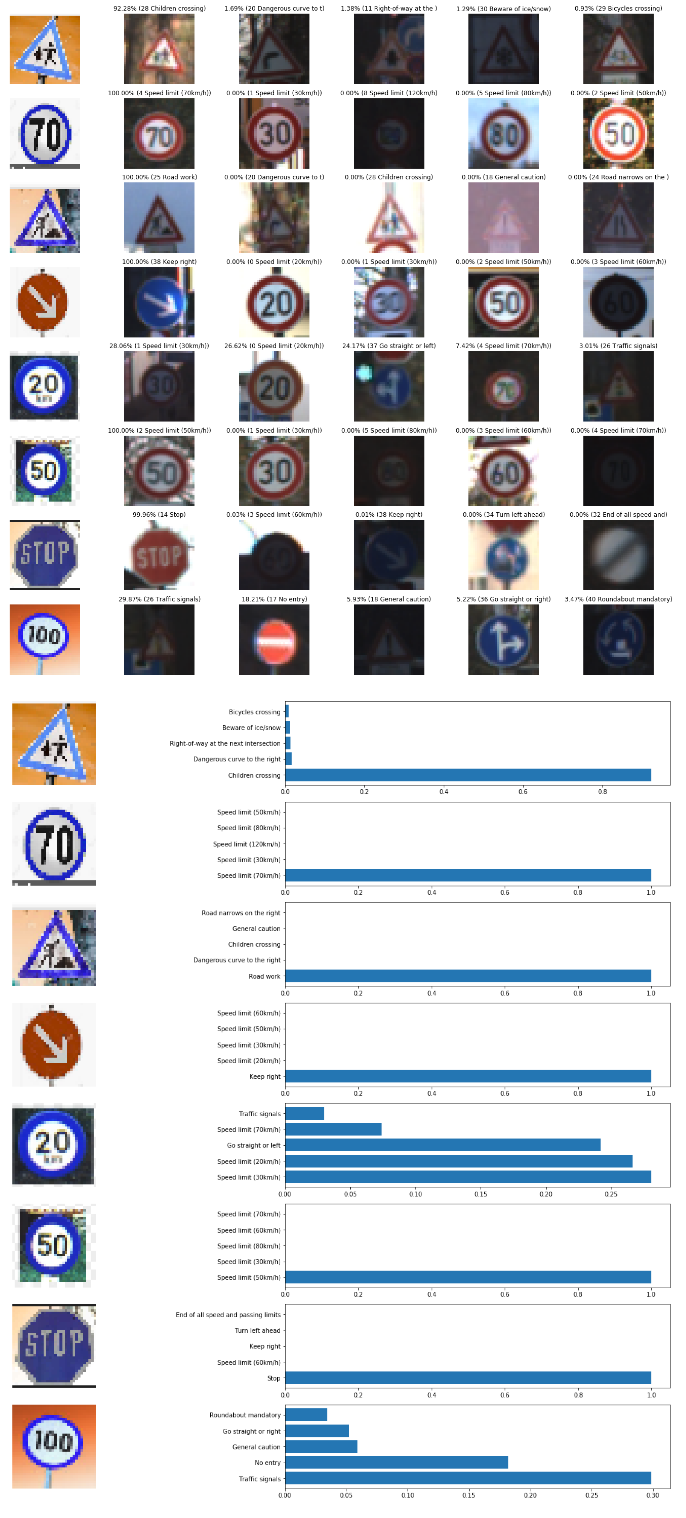 92.28% (28 Children crossing) 1.69% (20 Dangerous curve to t) 1.38% (11 Right-of-way at the ) 1.29% (30 Beware of ice/snow) 0.93% (29 Bicycles crossing)
100.00% (4 Speed limit (70km/h)) 0.00% (1 Speed limit (30km/h)) 0.00% (8 Speed limit (120km/h) 0.00% (5 Speed limit (80km/h)) 0.00% (2 Speed limit (50km/h))
70 70 30 80 50
100.00% (25 Road work) 0.00% (20 Dangerous curve to t) 0.00% (28 Children crossing) 0.00% (18 General caution) 0.00% (24 Road narrows on the )
100.00% (38 Keep right) 0.00% (0 Speed limit (20km/h)) 0.00% (1 Speed limit (30km/h)) 0.00% (2 Speed limit (50km/h)) 0.00% (3 Speed limit (60km/h))
20 30 50 60
28.06% (1 Speed limit (30km/h)) 26.62% (0 Speed limit (20km/h)) 24.17% (37 Go straight or left) 7.42% (4 Speed limit (70km/h)) 3.01% (26 Traffic signals)
20 30 20 70
km
100.00% (2 Speed limit (50km/h)) 0.00% (1 Speed limit (30km/h)) 0.00% (5 Speed limit (80km/h)) 0.00% (3 Speed limit (60km/h)) 0.00% (4 Speed limit (70km/h))
50 50 30 80 60 70
99.96% (14 Stop) 0.03% (3 Speed limit (60km/h)) 0.01% (38 Keep right) 0.00% (34 Turn left ahead) 0.00% (32 End of all speed and)
STOP STOP
29.87% (26 Traffic signals) 18.21% (17 No entry) 5.93% (18 General caution) 5.22% (36 Go straight or right) 3.47% (40 Roundabout mandatory)
100
Bicycles crossing
Beware of ice/snow
Right-of-way at the next intersection
Dangerous curve to the right
Children crossing
0.0 0.2 0.4 0.6 0.8
70
Speed limit (50km/h)
Speed limit (80km/h)
Speed limit (120km/h)
Speed limit (30km/h)
Speed limit (70km/h)
0.0 0.2 0.4 0.6 0.8 1.0
Road narrows on the right
General caution
Children crossing
Dangerous curve to the right
Road work
0.0 0.2 0.4 0.6 0.8 1.0
Speed limit (60km/h)
Speed limit (50km/h)
Speed limit (30km/h)
Speed limit (20km/h)
Keep right
0.0 0.2 0.4 0.6 0.8 1.0
20
km
Traffic signals
Speed limit (70km/h)
Go straight or left
Speed limit (20km/h)
Speed limit (30km/h)
0.00 0.05 0.10 0.15 0.20 0.25
50
Speed limit (70km/h)
Speed limit (60km/h)
Speed limit (80km/h)
Speed limit (30km/h)
Speed limit (50km/h)
0.0 0.2 0.4 0.6 0.8 1.0
STOP
End of all speed and passing limits
Turn left ahead
Keep right
Speed limit (60km/h)
Stop
0.0 0.2 0.4 0.6 0.8 1.0
100
Roundabout mandatory
Go straight or right
General caution
No entry
Traffic signals
0.00 0.05 0.10 0.15 0.20 0.25 0.30